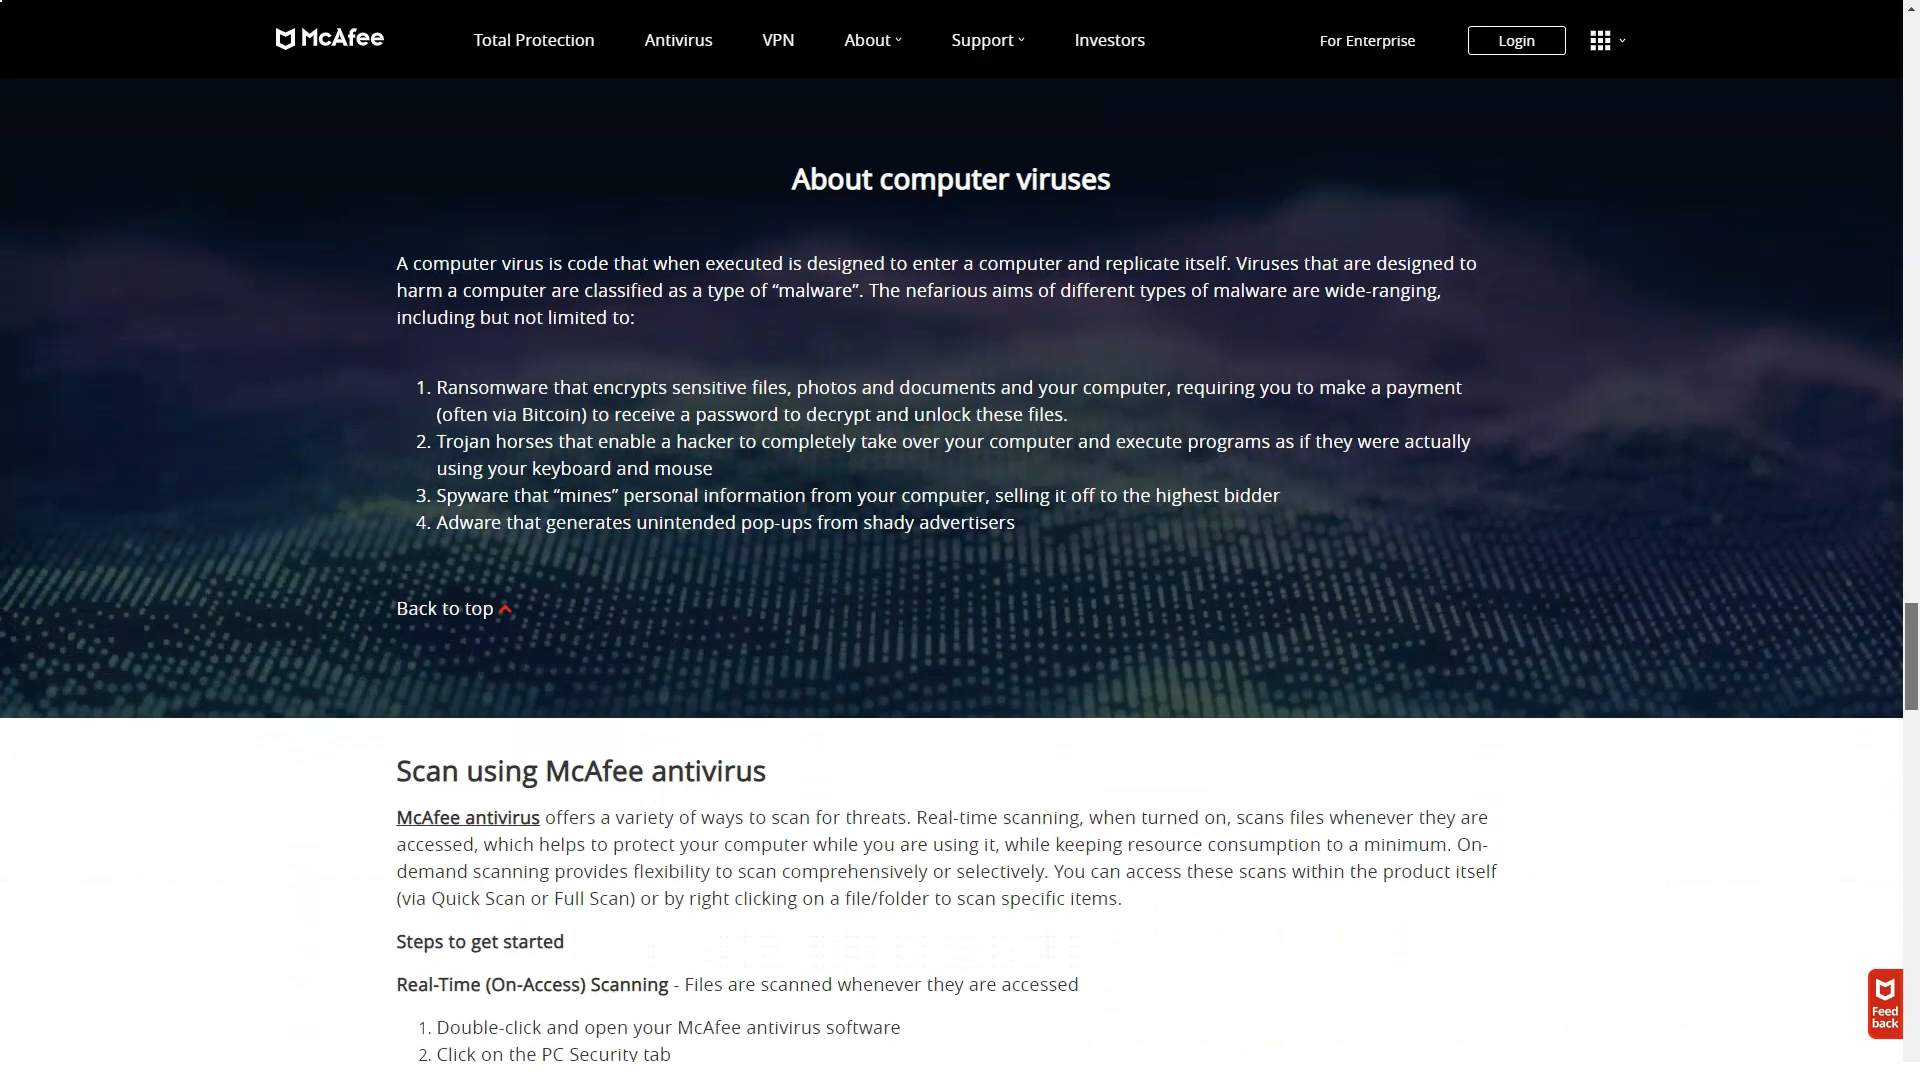 McAfee
Total Protection
Antivirus
VPN
About
Support
Investors
For Enterprise
Login
About computer viruses
A computer virus is code that when executed is designed to enter a computer and replicate itself. Viruses that are designed to
harm a computer are classified as a type of “malware”. The nefarious aims of different types of malware are wide-ranging,
including but not limited to:
1. Ransomware that encrypts sensitive files, photos and documents and your computer, requiring you to make a payment
(often via Bitcoin) to receive a password to decrypt and unlock these files.
2. Trojan horses that enable a hacker to completely take over your computer and execute programs as if they were actually
using your keyboard and mouse
3. Spyware that “mines” personal information from your computer, selling it off to the highest bidder
4. Adware that generates unintended pop-ups from shady advertisers
Back to top
Scan using McAfee antivirus
McAfee antivirus offers a variety of ways to scan for threats. Real-time scanning, when turned on, scans files whenever they are
accessed, which helps to protect your computer while you are using it, while keeping resource consumption to a minimum. On-
demand scanning provides flexibility to scan comprehensively or selectively. You can access these scans within the product itself
(via Quick Scan or Full Scan) or by right clicking on a file/folder to scan specific items.
Steps to get started
Real-Time (On-Access) Scanning - Files are scanned whenever they are accessed
1. Double-click and open your McAfee antivirus software
2. Click on the PC Security tab
Feed
back